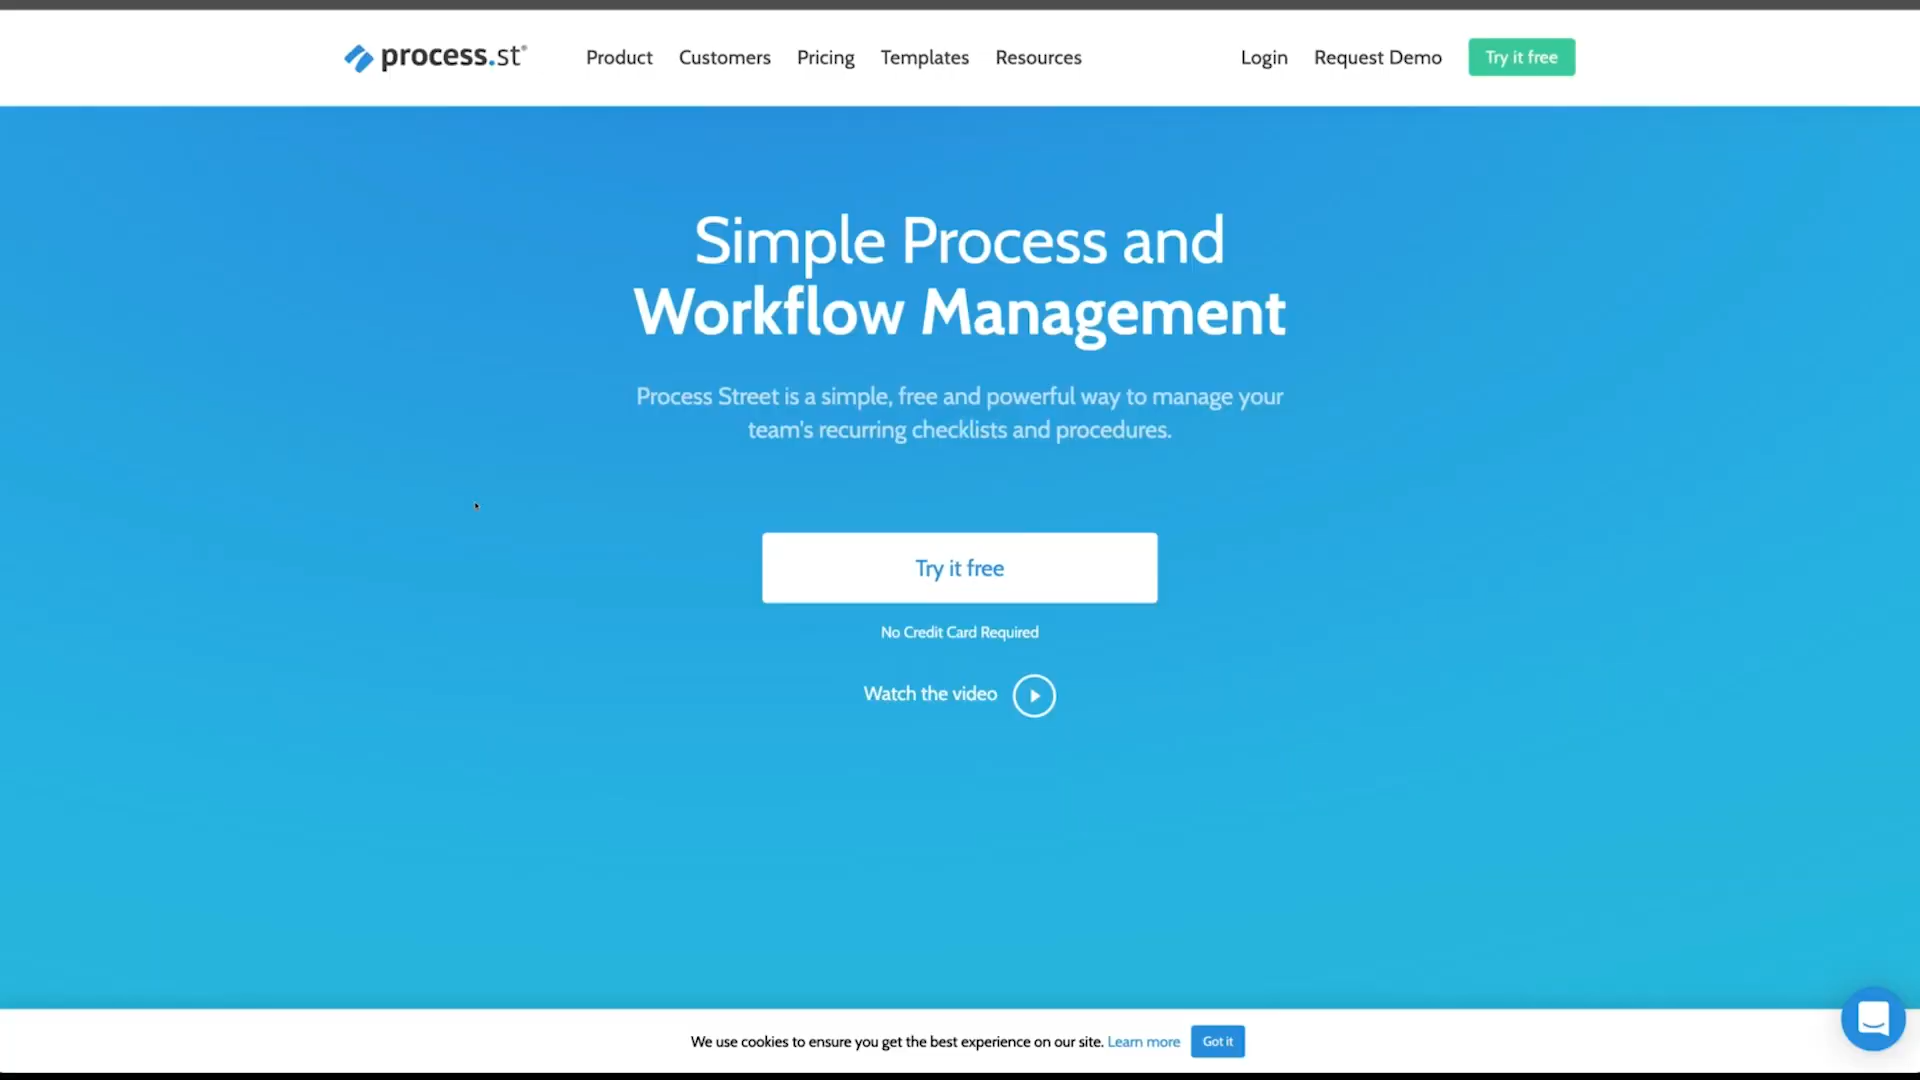 process.st®
Product Customers Pricing Templates Resources
Login Request Demo Try it free
Simple Process and
Workflow Management
Process Street is a simple, free and powerful way to manage your
team's recurring checklists and procedures.
Try it free
No Credit Card Required
Watch the video
We use cookies to ensure you get the best experience on our site. Learn more Got it